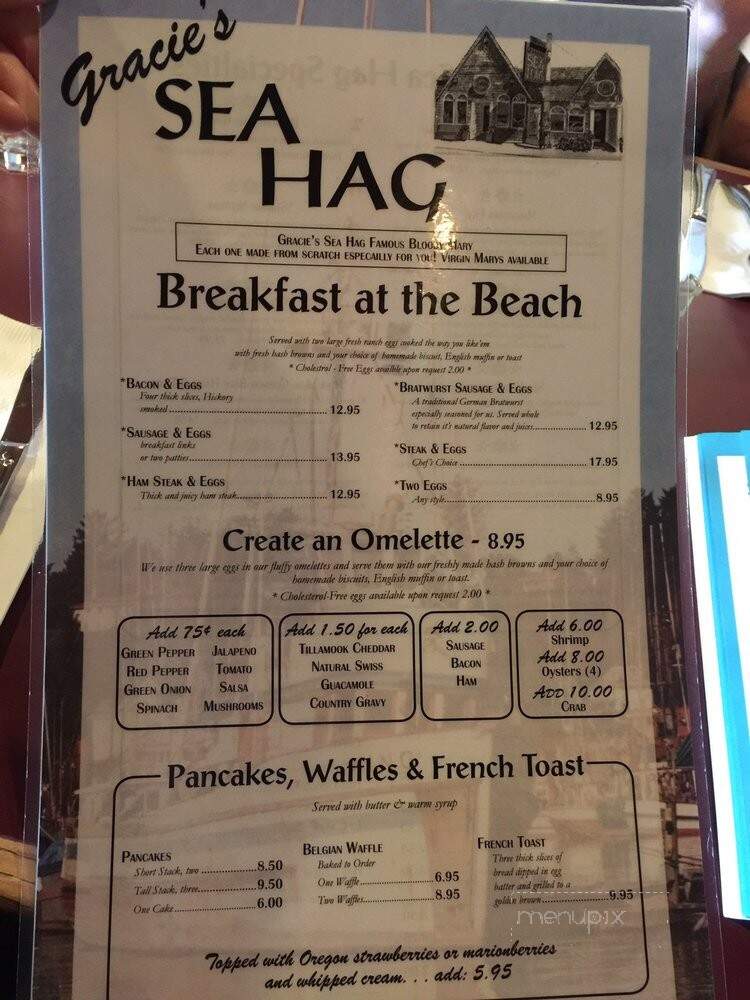 Gracie's
SEA
HAG
GRACIE'S SEA HAG FAMOUS BLOODY MARY
EACH ONE MADE FROM SCRATCH ESPECAILLY FOR YOU! VIRGIN MARYS AVAILABLE
Breakfast at the Beach
Served with two large fresh ranch eggs cooked the way you like'em
with fresh hash browns and your choice of homemade biscuit, English muffin or toast
* Cholestrol - Free Eggs availble upon request 2.00 *
*BACON & EGGS
Four thick slices, Hickory
smoked 12.95
*SAUSAGE & EGGS
breakfast links
or two patties 13.95
*HAM STEAK & EGGS
Thick and juicy ham steak 12.95
*BRATWURST SAUSAGE & EGGS
A traditional German Bratwurst
especially seasoned for us. Served whole
to retain it's natural flavor and juices 12.95
*STEAK & EGGS
Chef's Choice 17.95
*TWO EGGS
Any style 8.95
Create an Omelette - 8.95
We use three large eggs in our fluffy omelettes and serve them with our freshly made hash browns and your choice of
homemade biscuits, English muffin or toast.
* Cholesterol-Free eggs available upon request 2.00 *
Add 75¢ each
GREEN PEPPER JALAPENO
RED PEPPER TOMATO
GREEN ONION SALSA
SPINACH MUSHROOMS
Add 1.50 for each
TILLAMOOK CHEDDAR
NATURAL SWISS
GUACAMOLE
COUNTRY GRAVY
Add 2.00
SAUSAGE
BACON
HAM
Add 6.00
Shrimp
Add 8.00
Oysters (4)
ADD 10.00
CRAB
Pancakes, Waffles & French Toast
Served with butter & warm syrup
PANCAKES
Short Stack, two 8.50
Tall Stack, three 9.50
One Cake 6.00
BELGIAN WAFFLE
Baked to Order
One Waffle 6.95
Two Waffles 8.95
FRENCH TOAST
Three thick slices of
bread dipped in egg
batter and grilled to a
golden brown 9.95
menupix
Topped with Oregon strawberries or marionberries
and whipped cream. . . add: 5.95